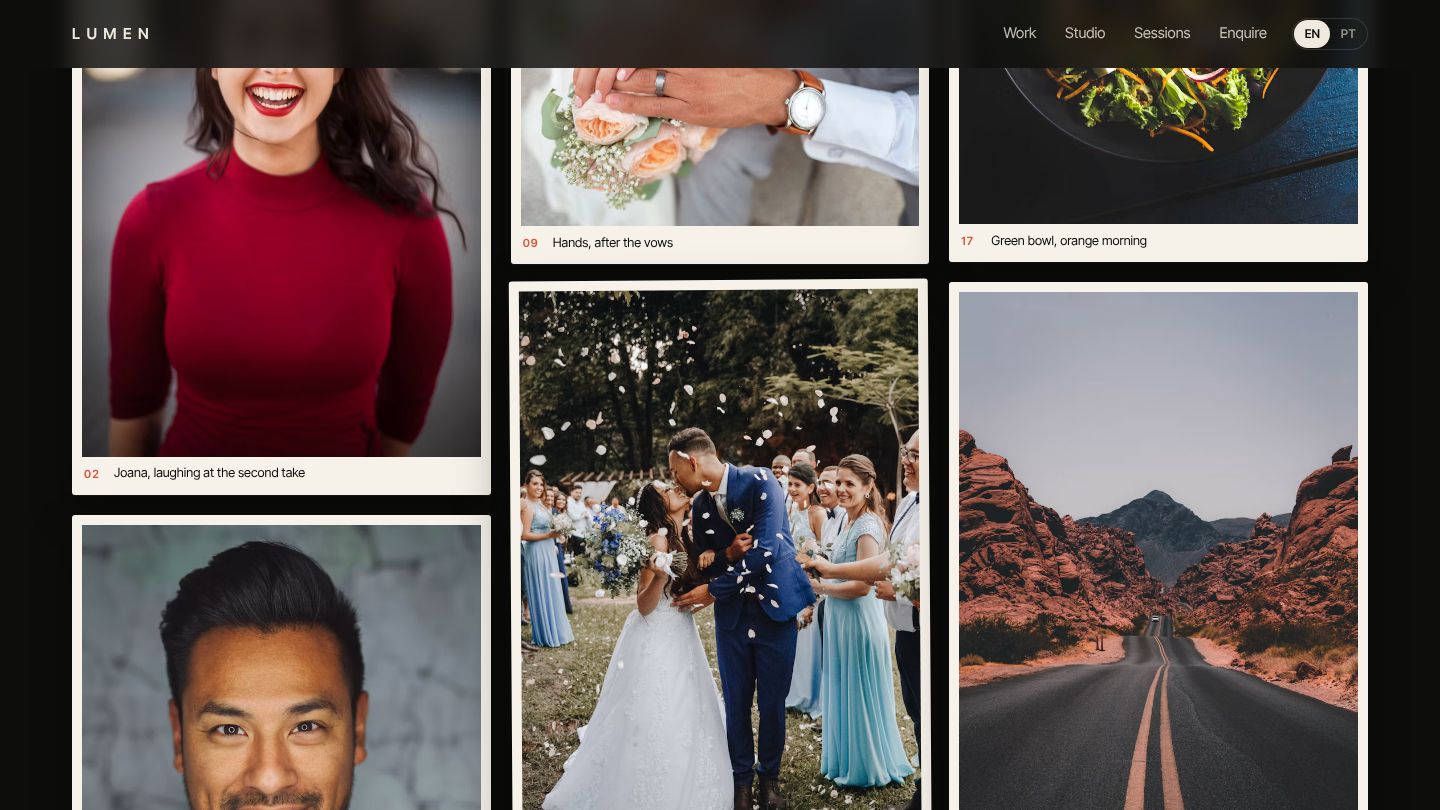 LUMEN
Work
Studio
Sessions
Enquire
EN
PT
09 Hands, after the vows
17 Green bowl, orange morning
02 Joana, laughing at the second take